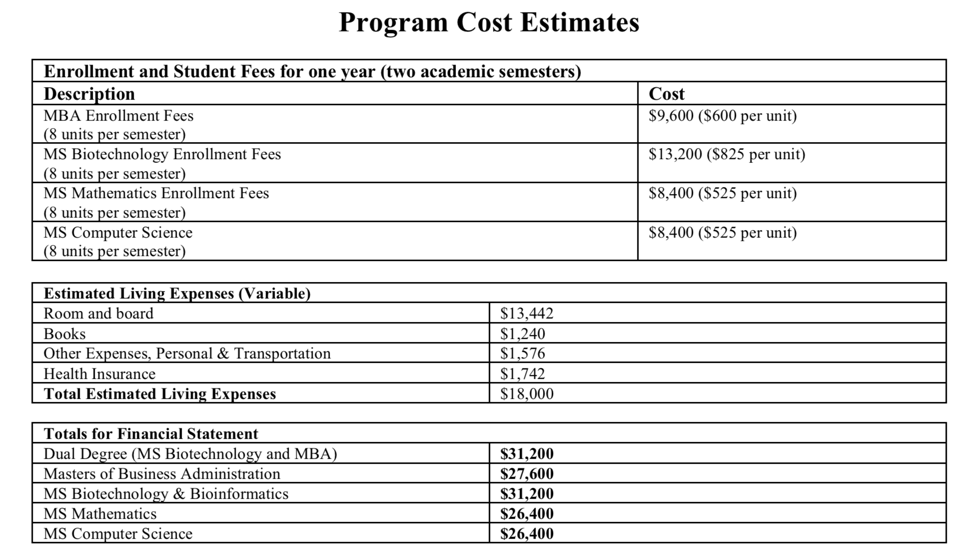 Program Cost Estimates
Enrollment and Student Fees for one year (two academic semesters)
Description Cost
MBA Enrollment Fees $9,600 ($600 per unit)
(8 units per semester)
MS Biotechnology Enrollment Fees $13,200 ($825 per unit)
(8 units per semester)
MS Mathematics Enrollment Fees $8,400 ($525 per unit)
(8 units per semester)
MS Computer Science $8,400 ($525 per unit)
(8 units per semester)
Estimated Living Expenses (Variable)
Room and board $13,442
Books $1,240
Other Expenses, Personal & Transportation $1,576
Health Insurance $1,742
Total Estimated Living Expenses $18,000
Totals for Financial Statement
Dual Degree (MS Biotechnology and MBA) $31,200
Masters of Business Administration $27,600
MS Biotechnology & Bioinformatics $31,200
MS Mathematics $26,400
MS Computer Science $26,400